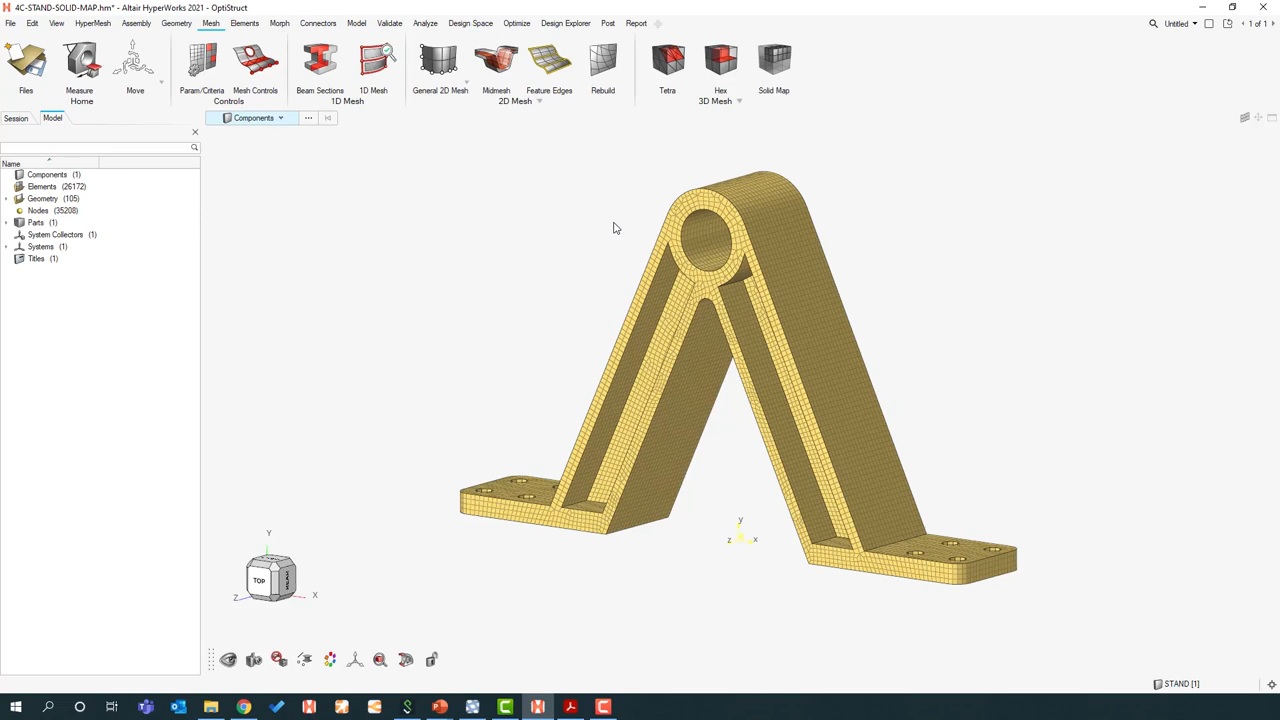 4C-STAND-SOLID-MAP.hm* - Altair HyperWorks 2021 - OptiStruct
File Edit View HyperMesh Assembly Geometry Mesh Elements Morph Connectors Model Validate Analyze Design Space Optimize Design Explorer Post Report
Untitled 1 of 1
Files Measure Move Param/Criteria Mesh Controls Beam Sections 1D Mesh General 2D Mesh Midmesh Feature Edges Rebuild Tetra Hex Solid Map
Home Controls 1D Mesh 2D Mesh 3D Mesh
Session Model
Components
Name
Components (1)
Elements (26172)
Geometry (105)
Nodes (35208)
Parts (1)
System Collectors (1)
Systems (1)
Titles (1)
y
z x
Y
TOP
Z X
STAND [1]